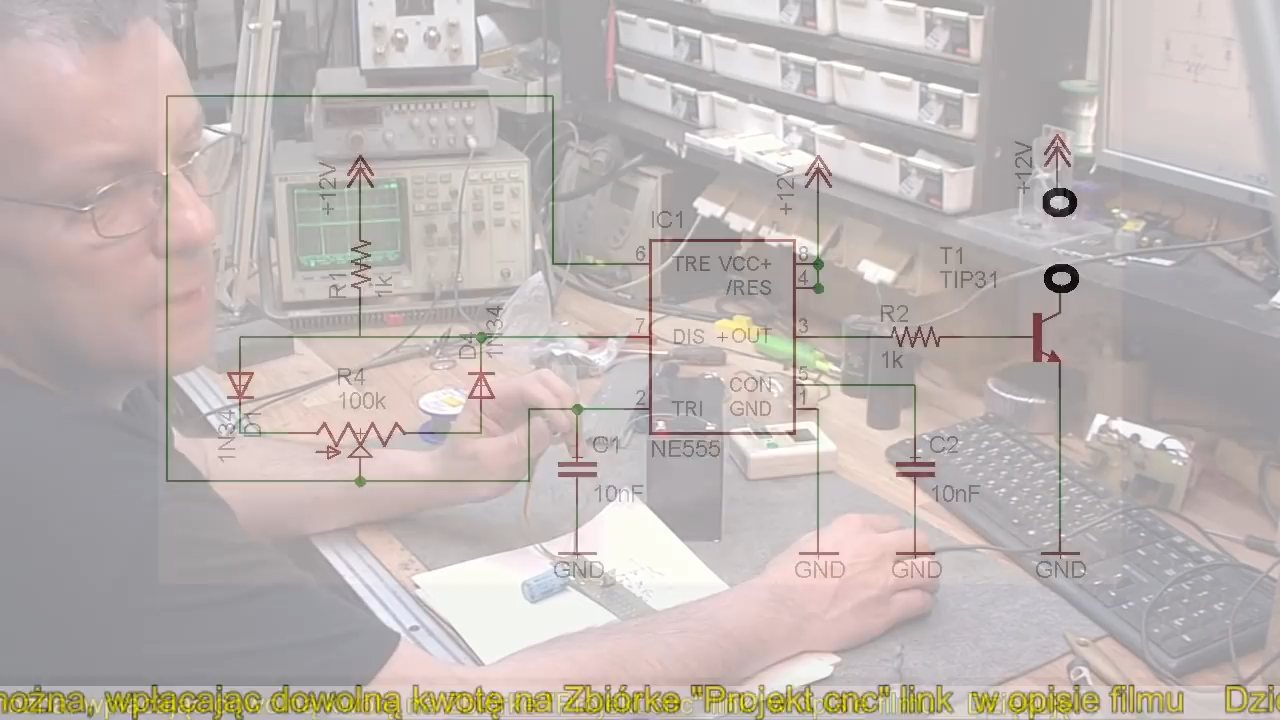 +12V
+12V
+12V
IC1
6
TRE VCC+
8
/RES
4
T1
TIP31
R1
1K
7
DIS +OUT
3
R2
1k
D4
1N34
R4
100k
CON
5
2
TRI
GND
1
1N34
D1
NE555
C1
10nF
C2
10nF
GND
GND
GND
GND
można, wpłacając dowolną kwotę na Zbiórke "Projekt cnc" link w opisie filmu